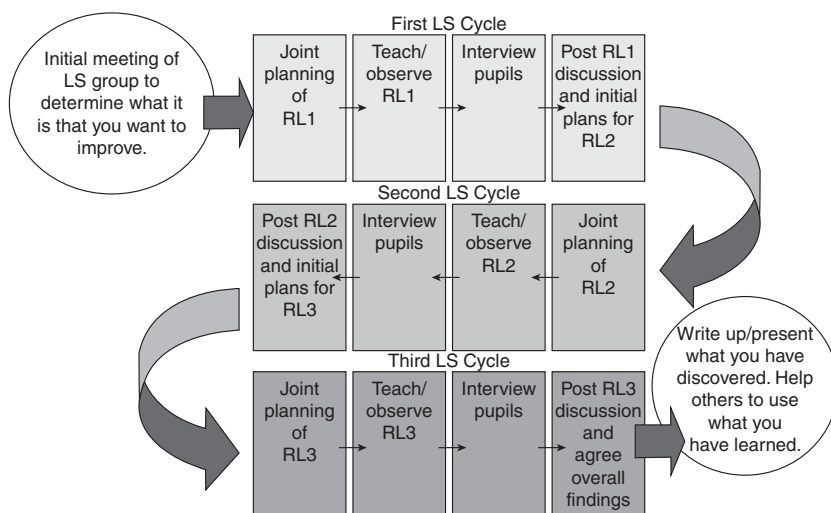 First LS Cycle
Initial meeting of
LS group to
determine what it
is that you want to
improve.
Joint
planning
of
RL1
Teach/
observe
RL1
Interview
pupils
Post RL1
discussion
and initial
plans for
RL2
Second LS Cycle
Post RL2
discussion
and initial
plans for
RL3
Interview
pupils
Teach/
observe
RL2
Joint
planning
of
RL2
Third LS Cycle
Joint
planning
of
RL3
Teach/
observe
RL3
Interview
pupils
Post RL3
discussion
and
agree
overall
findings
Write up/present
what you have
discovered. Help
others to use
what you
have learned.